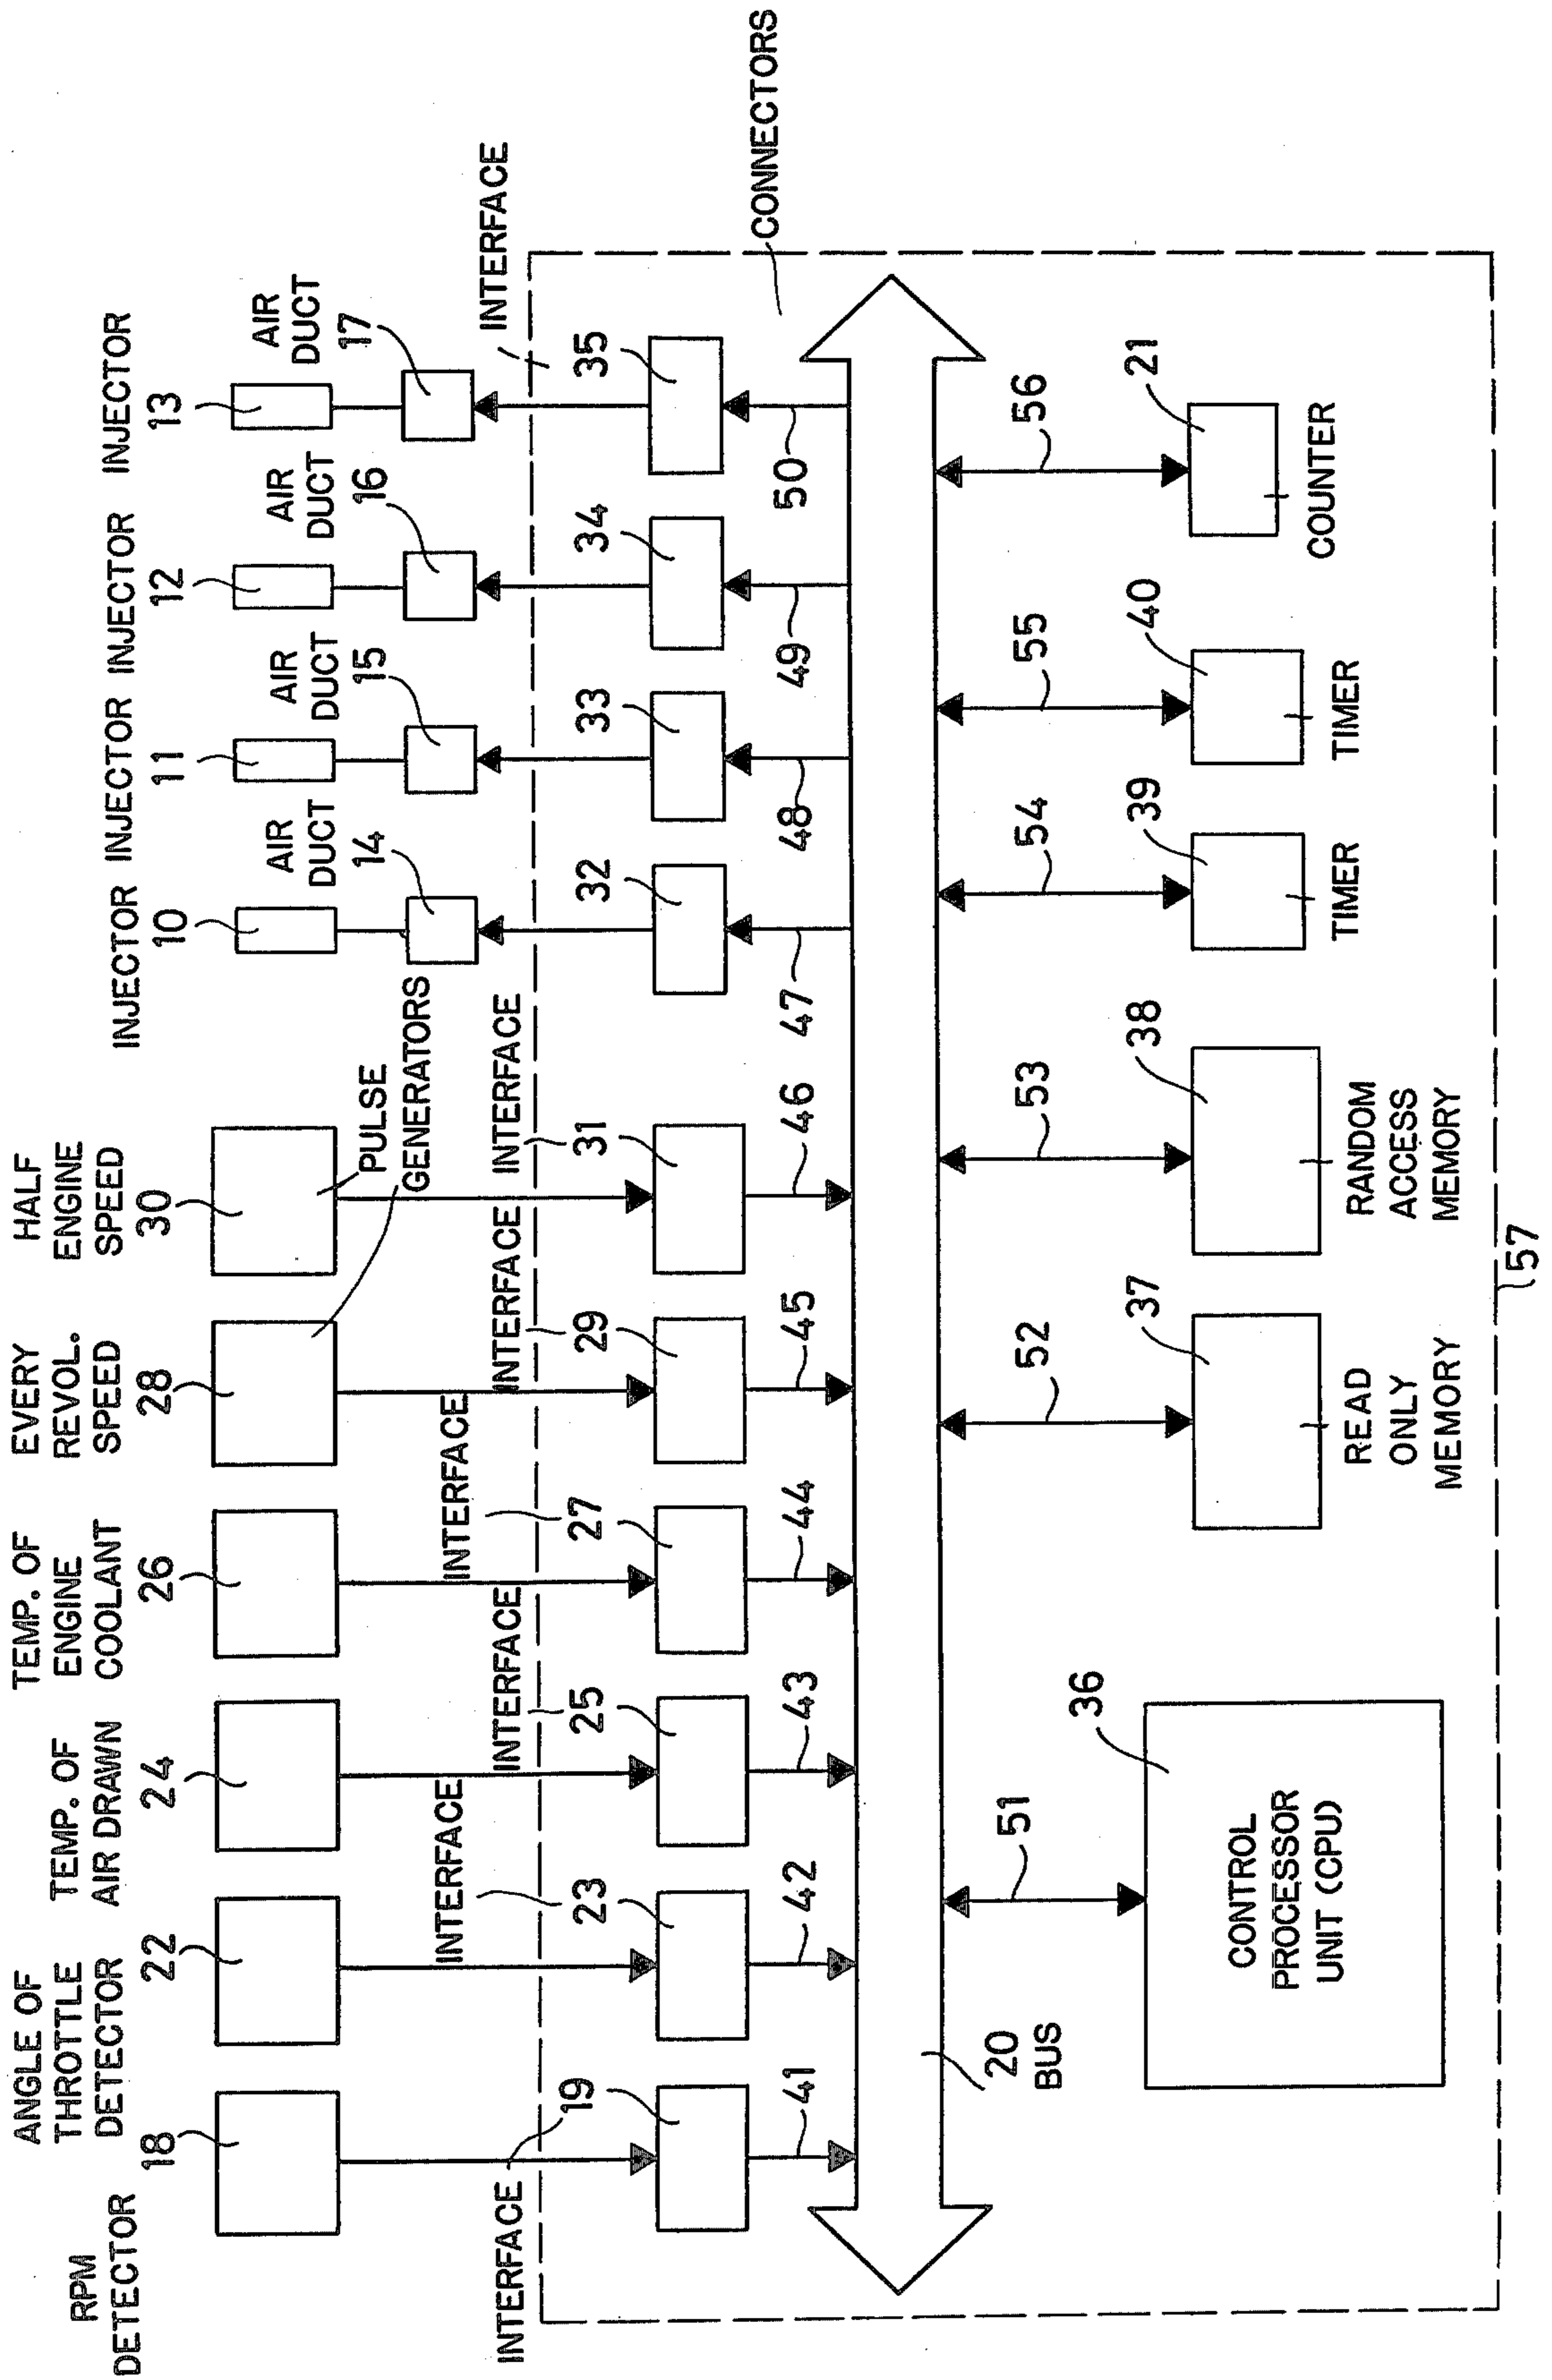 RPM
DETECTOR
18
ANGLE OF
THROTTLE
DETECTOR
22
TEMP. OF
AIR DRAWN
24
TEMP. OF
ENGINE
COOLANT
26
EVERY
REVOL.
SPEED
28
HALF
ENGINE
SPEED
30
PULSE
GENERATORS
INJECTOR
10
INJECTOR
11
INJECTOR
12
INJECTOR
13
AIR
DUCT
14
AIR
DUCT
15
AIR
DUCT
16
AIR
DUCT
17
INTERFACE
19
INTERFACE
23
INTERFACE
25
INTERFACE
27
INTERFACE
29
INTERFACE
31
32
33
34
35
INTERFACE
41
42
43
44
45
46
47
48
49
50
CONNECTORS
20
BUS
51
52
53
54
55
56
36
CONTROL
PROCESSOR
UNIT (CPU)
37
READ
ONLY
MEMORY
38
RANDOM
ACCESS
MEMORY
39
TIMER
40
TIMER
21
COUNTER
57